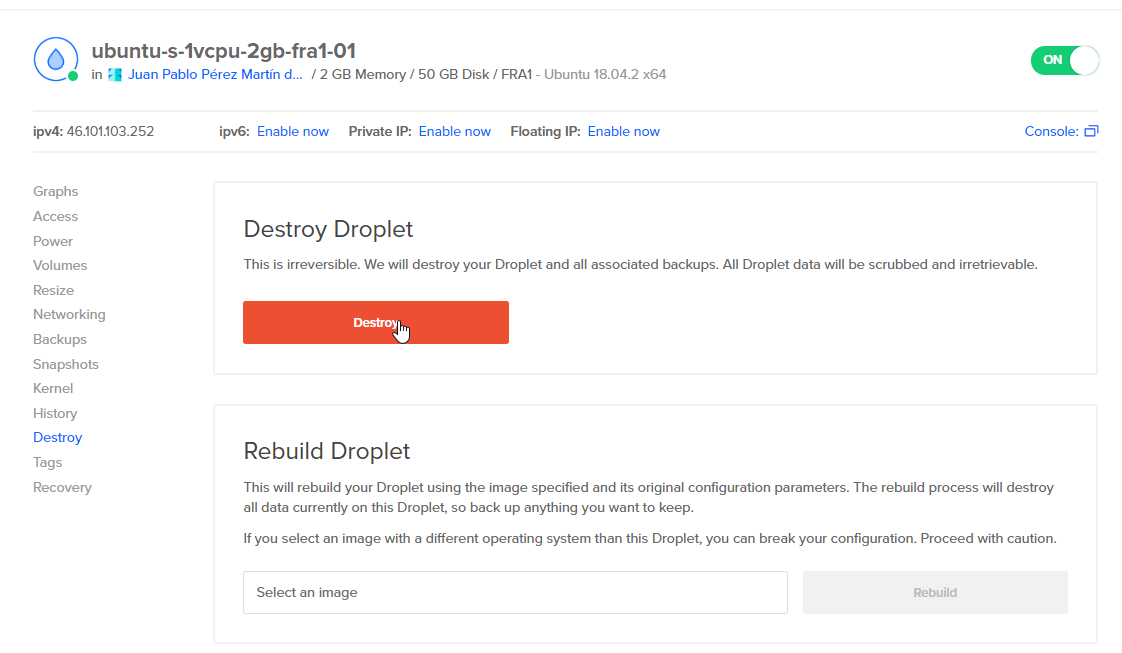 ubuntu-s-1vcpu-2gb-fra1-01
in Juan Pablo Pérez Martín d... / 2 GB Memory / 50 GB Disk / FRA1 - Ubuntu 18.04.2 x64
ON
ipv4: 46.101.103.252 ipv6: Enable now Private IP: Enable now Floating IP: Enable now Console:
Graphs
Access
Power
Volumes
Resize
Networking
Backups
Snapshots
Kernel
History
Destroy
Tags
Recovery
Destroy Droplet
This is irreversible. We will destroy your Droplet and all associated backups. All Droplet data will be scrubbed and irretrievable.
Destroy
Rebuild Droplet
This will rebuild your Droplet using the image specified and its original configuration parameters. The rebuild process will destroy
all data currently on this Droplet, so back up anything you want to keep.
If you select an image with a different operating system than this Droplet, you can break your configuration. Proceed with caution.
Select an image
Rebuild